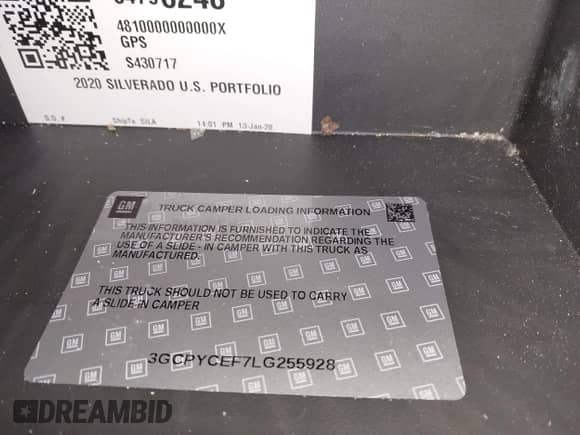 4810000000000X
GPS
S430717
2020 SILVERADO U.S. PORTFOLIO
S.O. # ShipTo SILA 14:01 PM 13-Jan-20
GM TRUCK CAMPER LOADING INFORMATION
THIS INFORMATION IS FURNISHED TO INDICATE THE
MANUFACTURER'S RECOMMENDATION REGARDING THE
USE OF A SLIDE - IN CAMPER WITH THIS TRUCK AS
MANUFACTURED.
THIS TRUCK SHOULD NOT BE USED TO CARRY
A SLIDE IN CAMPER
3GCPYCEF7LG255928
DREAMBID